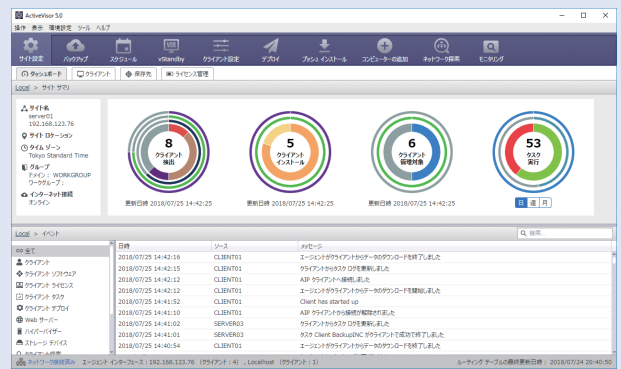 ActiveVisor 5.0
操作 表示 環境設定 ツール ヘルプ
サイト設定 バックアップ スケジュール vStandby クライアント設定 デプロイ プッシュ インストール コンピューターの追加 ネットワーク探索 モニタリング
ダッシュボード クライアント 保存先 ライセンス管理
Local > サイト サマリ
サイト名
server01
192.168.123.76
サイト ロケーション
タイム ゾーン
Tokyo Standard Time
グループ
ドメイン： WORKGROUP
ワークグループ：
インターネット接続
オンライン
8
クライアント
検出
更新日時 2018/07/25 14:42:25
5
クライアント
インストール
更新日時 2018/07/25 14:42:25
6
クライアント
管理対象
更新日時 2018/07/25 14:42:25
53
タスク
実行
日 週 月
Local > イベント
検索...
全て
クライアント
クライアント ソフトウエア
クライアント ライセンス
クライアント タスク
クライアント デプロイ
Web サーバー
ハイパーバイザー
ストレージ デバイス
日時 ソース メッセージ
2018/07/25 14:42:16 CLIENT01 エージェントがクライアントからデータのダウンロードを終了しました
2018/07/25 14:42:15 CLIENT01 クライアントからタスク ログを更新しました
2018/07/25 14:42:12 CLIENT01 AIP クライアントへ接続しました
2018/07/25 14:42:12 CLIENT01 エージェントがクライアントからデータのダウンロードを開始しました
2018/07/25 14:41:52 CLIENT01 Client has started up
2018/07/25 14:41:10 CLIENT01 AIP クライアントから接続が解除されました
2018/07/25 14:41:02 SERVER03 クライアントからタスク ログを更新しました
2018/07/25 14:41:01 SERVER03 タスク Client BackupINC がクライアントで成功で終了しました
2018/07/25 14:40:54 CLIENT01 エージェントがクライアントからデータのダウンロードを終了しました
ネットワーク接続済み エージェント インターフェース：192.168.123.76 (クライアント：4) , Localhost (クライアント：1) ルーティング テーブルの最終更新日時： 2018/07/24 20:40:50